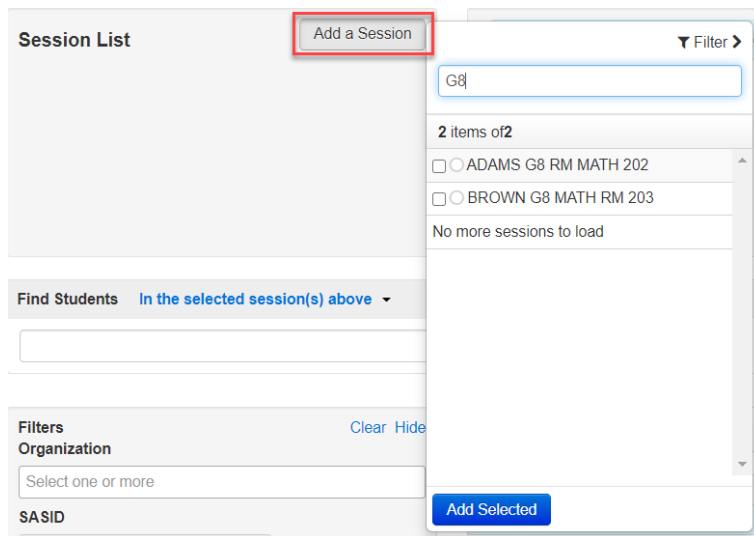 Session List
Add a Session
Filter
G8
2 items of2
ADAMS G8 RM MATH 202
BROWN G8 MATH RM 203
No more sessions to load
Add Selected
Find Students In the selected session(s) above
Filters Clear Hide
Organization
Select one or more
SASID